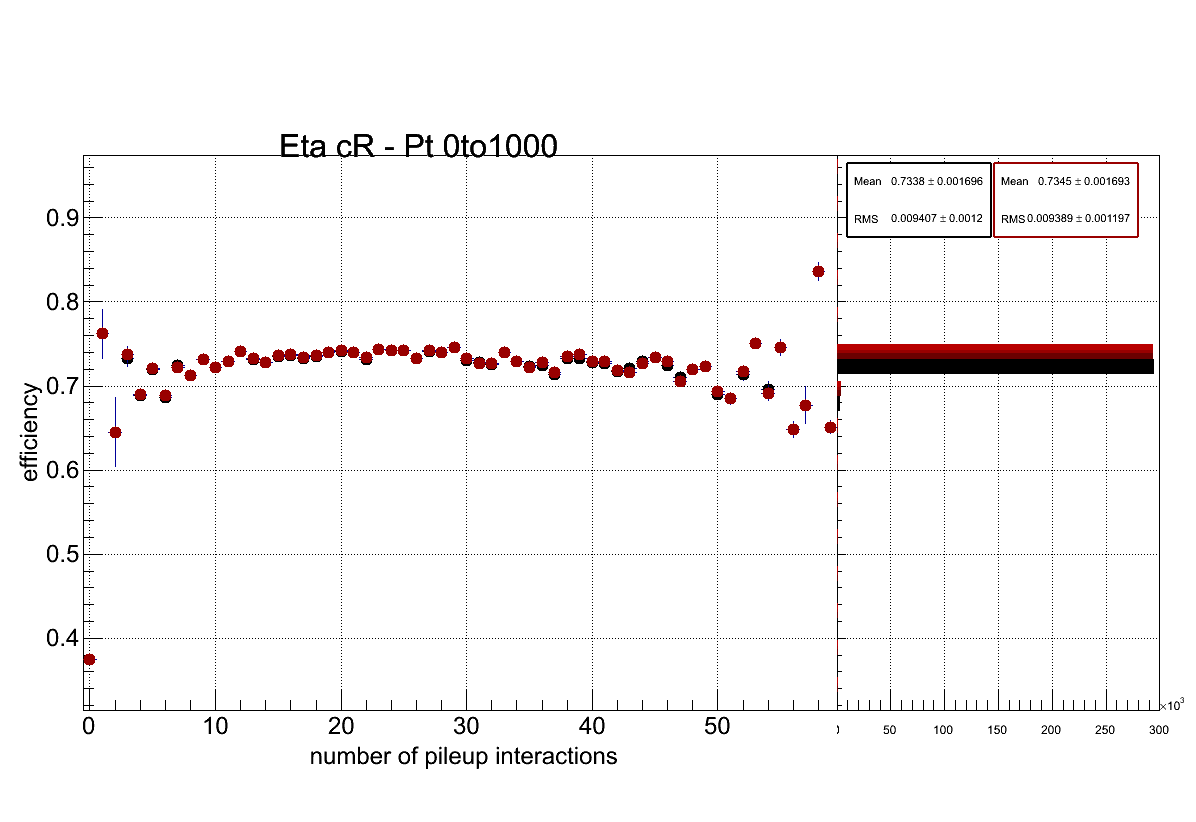 Eta cR - Pt 0to1000
Mean 0.7338 ± 0.001696
RMS 0.009407 ± 0.0012
Mean 0.7345 ± 0.001693
RMS 0.009389 ± 0.001197
efficiency
0.9
0.8
0.7
0.6
0.5
0.4
0 10 20 30 40 50
number of pileup interactions
50 100 150 200 250 300
×10³